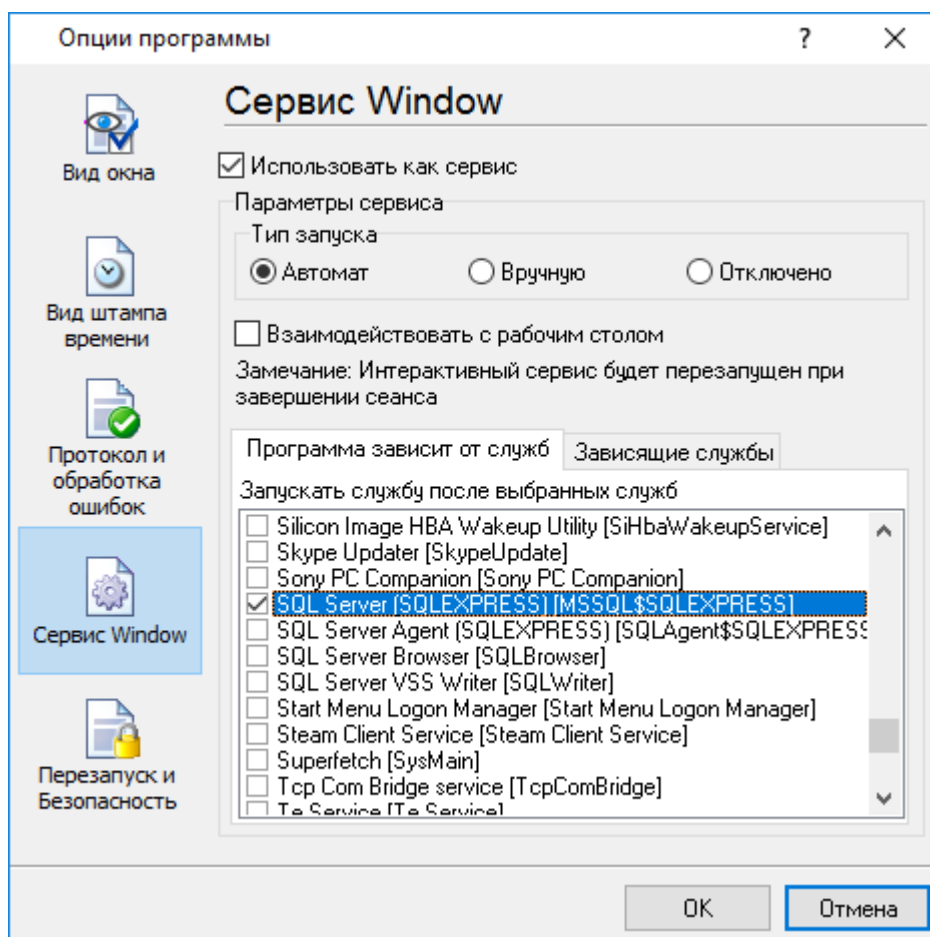 Опции программы
?
Вид окна
Вид штампа
времени
Протокол и
обработка
ошибок
Сервис Window
Перезапуск и
Безопасность
Сервис Window
Использовать как сервис
Параметры сервиса
Тип запуска
Автомат
Вручную
Отключено
Взаимодействовать с рабочим столом
Замечание: Интерактивный сервис будет перезапущен при
завершении сеанса
Программа зависит от служб
Зависящие службы
Запускать службу после выбранных служб
Silicon Image HBA Wakeup Utility [SiHbaWakeupService]
Skype Updater [SkypeUpdate]
Sony PC Companion [Sony PC Companion]
SQL Server (SQLEXPRESS) [MSSQL$SQLEXPRESS]
SQL Server Agent (SQLEXPRESS) [SQLAgent$SQLEXPRESS
SQL Server Browser [SQLBrowser]
SQL Server VSS Writer [SQLWriter]
Start Menu Logon Manager [Start Menu Logon Manager]
Steam Client Service [Steam Client Service]
Superfetch [SysMain]
Tcp Com Bridge service [TcpComBridge]
Te.Service [Te.Service]
OK
Отмена